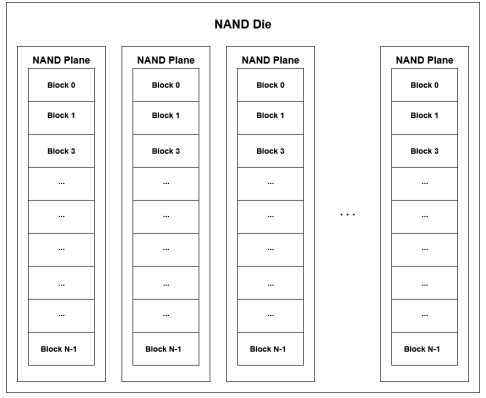 NAND Die
NAND Plane NAND Plane NAND Plane NAND Plane
Block 0 Block 0 Block 0 Block 0
Block 1 Block 1 Block 1 Block 1
Block 3 Block 3 Block 3 Block 3
... ... ... ...
... ... ... ... ...
... ... ... ...
... ... ... ...
... ... ... ...
Block N-1 Block N-1 Block N-1 Block N-1